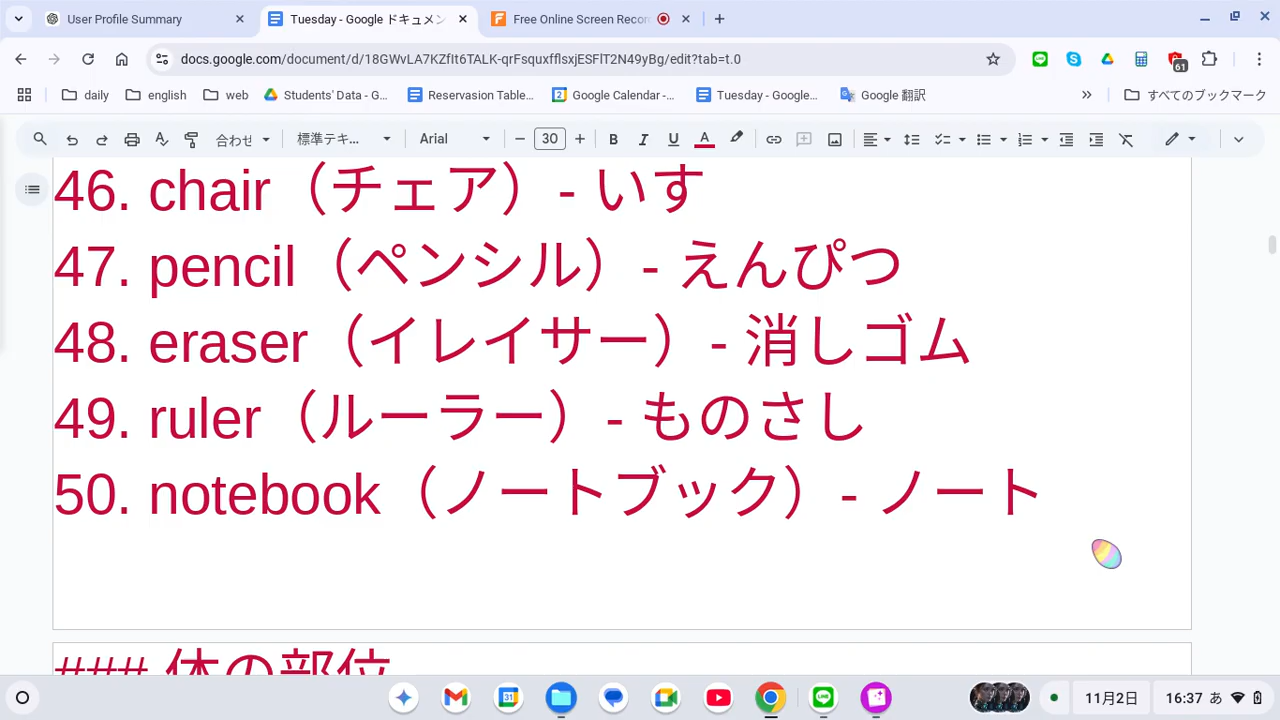 User Profile Summary
Tuesday - Google ドキュメン
Free Online Screen Recor
docs.google.com/document/d/18GWvLA7KZfIt6TALK-qrFsquxfflsxjESFlT2N49yBg/edit?tab=t.0
61
daily
english
web
Students' Data - G...
Reservasion Table...
Google Calendar -...
Tuesday - Google...
Google 翻訳
すべてのブックマーク
合わせ
標準テキ...
Arial
30
46. chair（チェア）- いす
47. pencil（ペンシル）- えんぴつ
48. eraser（イレイサー）- 消しゴム
49. ruler（ルーラー）- ものさし
50. notebook（ノートブック）- ノート
### 体の部位
31
11月2日
16:37 あ